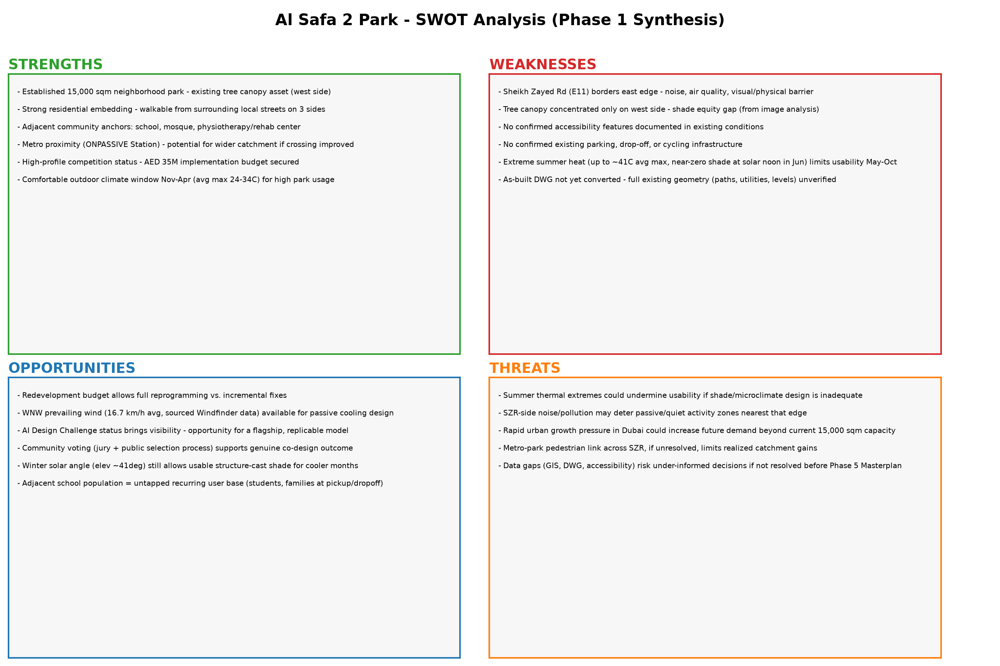 Al Safa 2 Park - SWOT Analysis (Phase 1 Synthesis)
STRENGTHS
- Established 15,000 sqm neighborhood park - existing tree canopy asset (west side)
- Strong residential embedding - walkable from surrounding local streets on 3 sides
- Adjacent community anchors: school, mosque, physiotherapy/rehab center
- Metro proximity (ONPASSIVE Station) - potential for wider catchment if crossing improved
- High-profile competition status - AED 35M implementation budget secured
- Comfortable outdoor climate window Nov-Apr (avg max 24-34C) for high park usage
WEAKNESSES
- Sheikh Zayed Rd (E11) borders east edge - noise, air quality, visual/physical barrier
- Tree canopy concentrated only on west side - shade equity gap (from image analysis)
- No confirmed accessibility features documented in existing conditions
- No confirmed existing parking, drop-off, or cycling infrastructure
- Extreme summer heat (up to ~41C avg max, near-zero shade at solar noon in Jun) limits usability May-Oct
- As-built DWG not yet converted - full existing geometry (paths, utilities, levels) unverified
OPPORTUNITIES
- Redevelopment budget allows full reprogramming vs. incremental fixes
- WNW prevailing wind (16.7 km/h avg, sourced Windfinder data) available for passive cooling design
- AI Design Challenge status brings visibility - opportunity for a flagship, replicable model
- Community voting (jury + public selection process) supports genuine co-design outcome
- Winter solar angle (elev ~41deg) still allows usable structure-cast shade for cooler months
- Adjacent school population = untapped recurring user base (students, families at pickup/dropoff)
THREATS
- Summer thermal extremes could undermine usability if shade/microclimate design is inadequate
- SZR-side noise/pollution may deter passive/quiet activity zones nearest that edge
- Rapid urban growth pressure in Dubai could increase future demand beyond current 15,000 sqm capacity
- Metro-park pedestrian link across SZR, if unresolved, limits realized catchment gains
- Data gaps (GIS, DWG, accessibility) risk under-informed decisions if not resolved before Phase 5 Masterplan